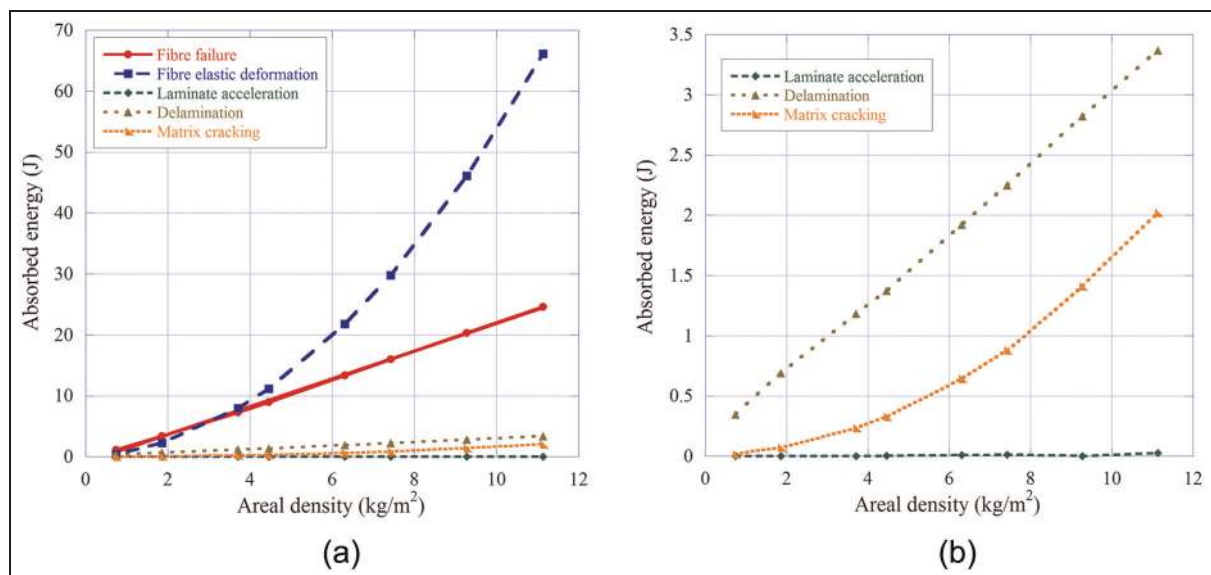 70
60
50
40
30
20
10
0
Absorbed energy (J)
Fibre failure
Fibre elastic deformation
Laminate acceleration
Delamination
Matrix cracking
0 2 4 6 8 10 12
Areal density (kg/m²)
(a)
3.5
3
2.5
2
1.5
1
0.5
0
Absorbed energy (J)
Laminate acceleration
Delamination
Matrix cracking
0 2 4 6 8 10 12
Areal density (kg/m²)
(b)